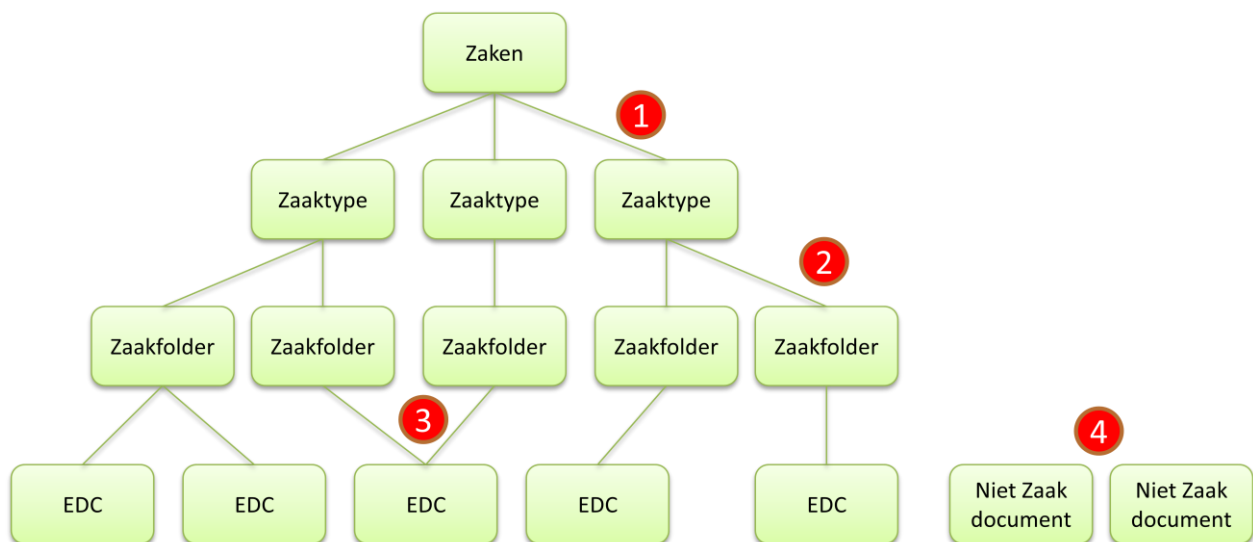 Zaken
1
Zaaktype
Zaaktype
Zaaktype
2
Zaakfolder
Zaakfolder
Zaakfolder
Zaakfolder
Zaakfolder
3
4
EDC
EDC
EDC
EDC
EDC
Niet Zaak
document
Niet Zaak
document